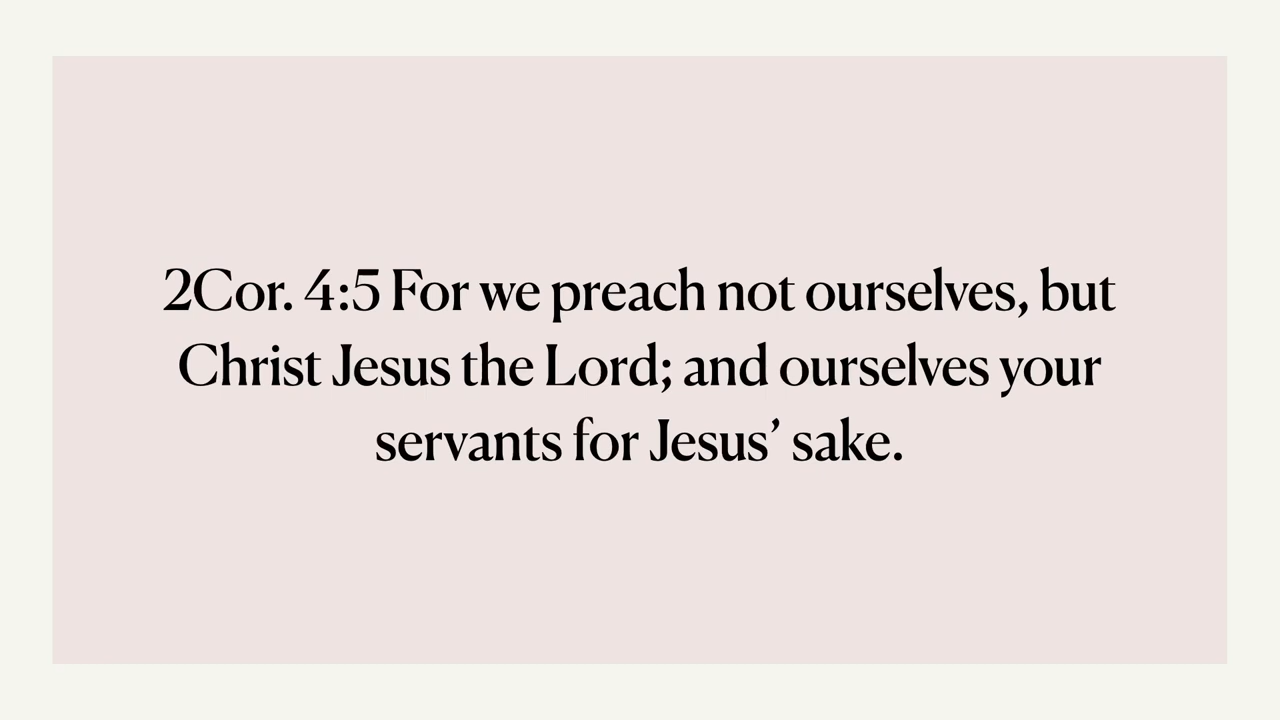 2Cor. 4:5 For we preach not ourselves, but
Christ Jesus the Lord; and ourselves your
servants for Jesus’ sake.